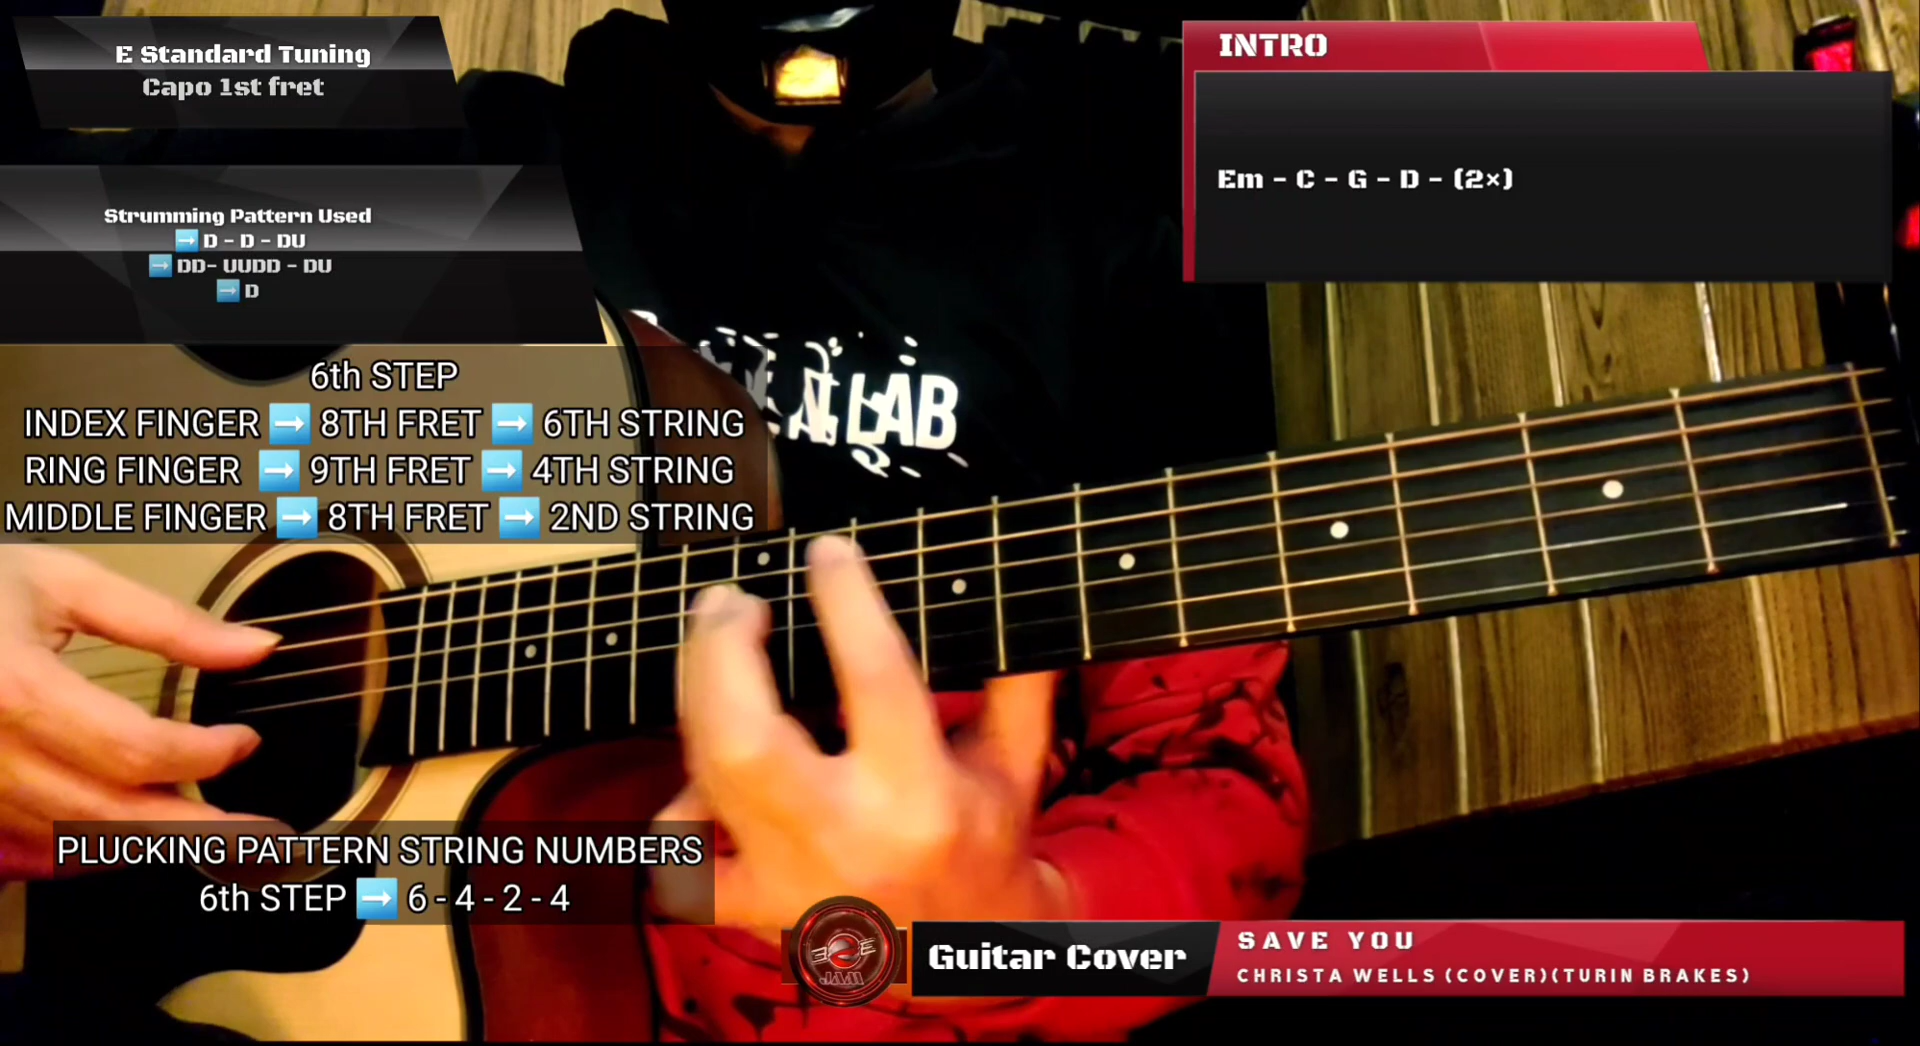 E Standard Tuning
Capo 1st fret
Strumming Pattern Used
➡️ D - D - DU
➡️ DD- UUDD - DU
➡️ D
6th STEP
INDEX FINGER ➡️ 8TH FRET ➡️ 6TH STRING
RING FINGER ➡️ 9TH FRET ➡️ 4TH STRING
MIDDLE FINGER ➡️ 8TH FRET ➡️ 2ND STRING
INTRO
Em - C - G - D - (2×)
LAB
PLUCKING PATTERN STRING NUMBERS
6th STEP ➡️ 6 - 4 - 2 - 4
JAM
Guitar Cover
SAVE YOU
CHRISTA WELLS (COVER)(TURIN BRAKES)